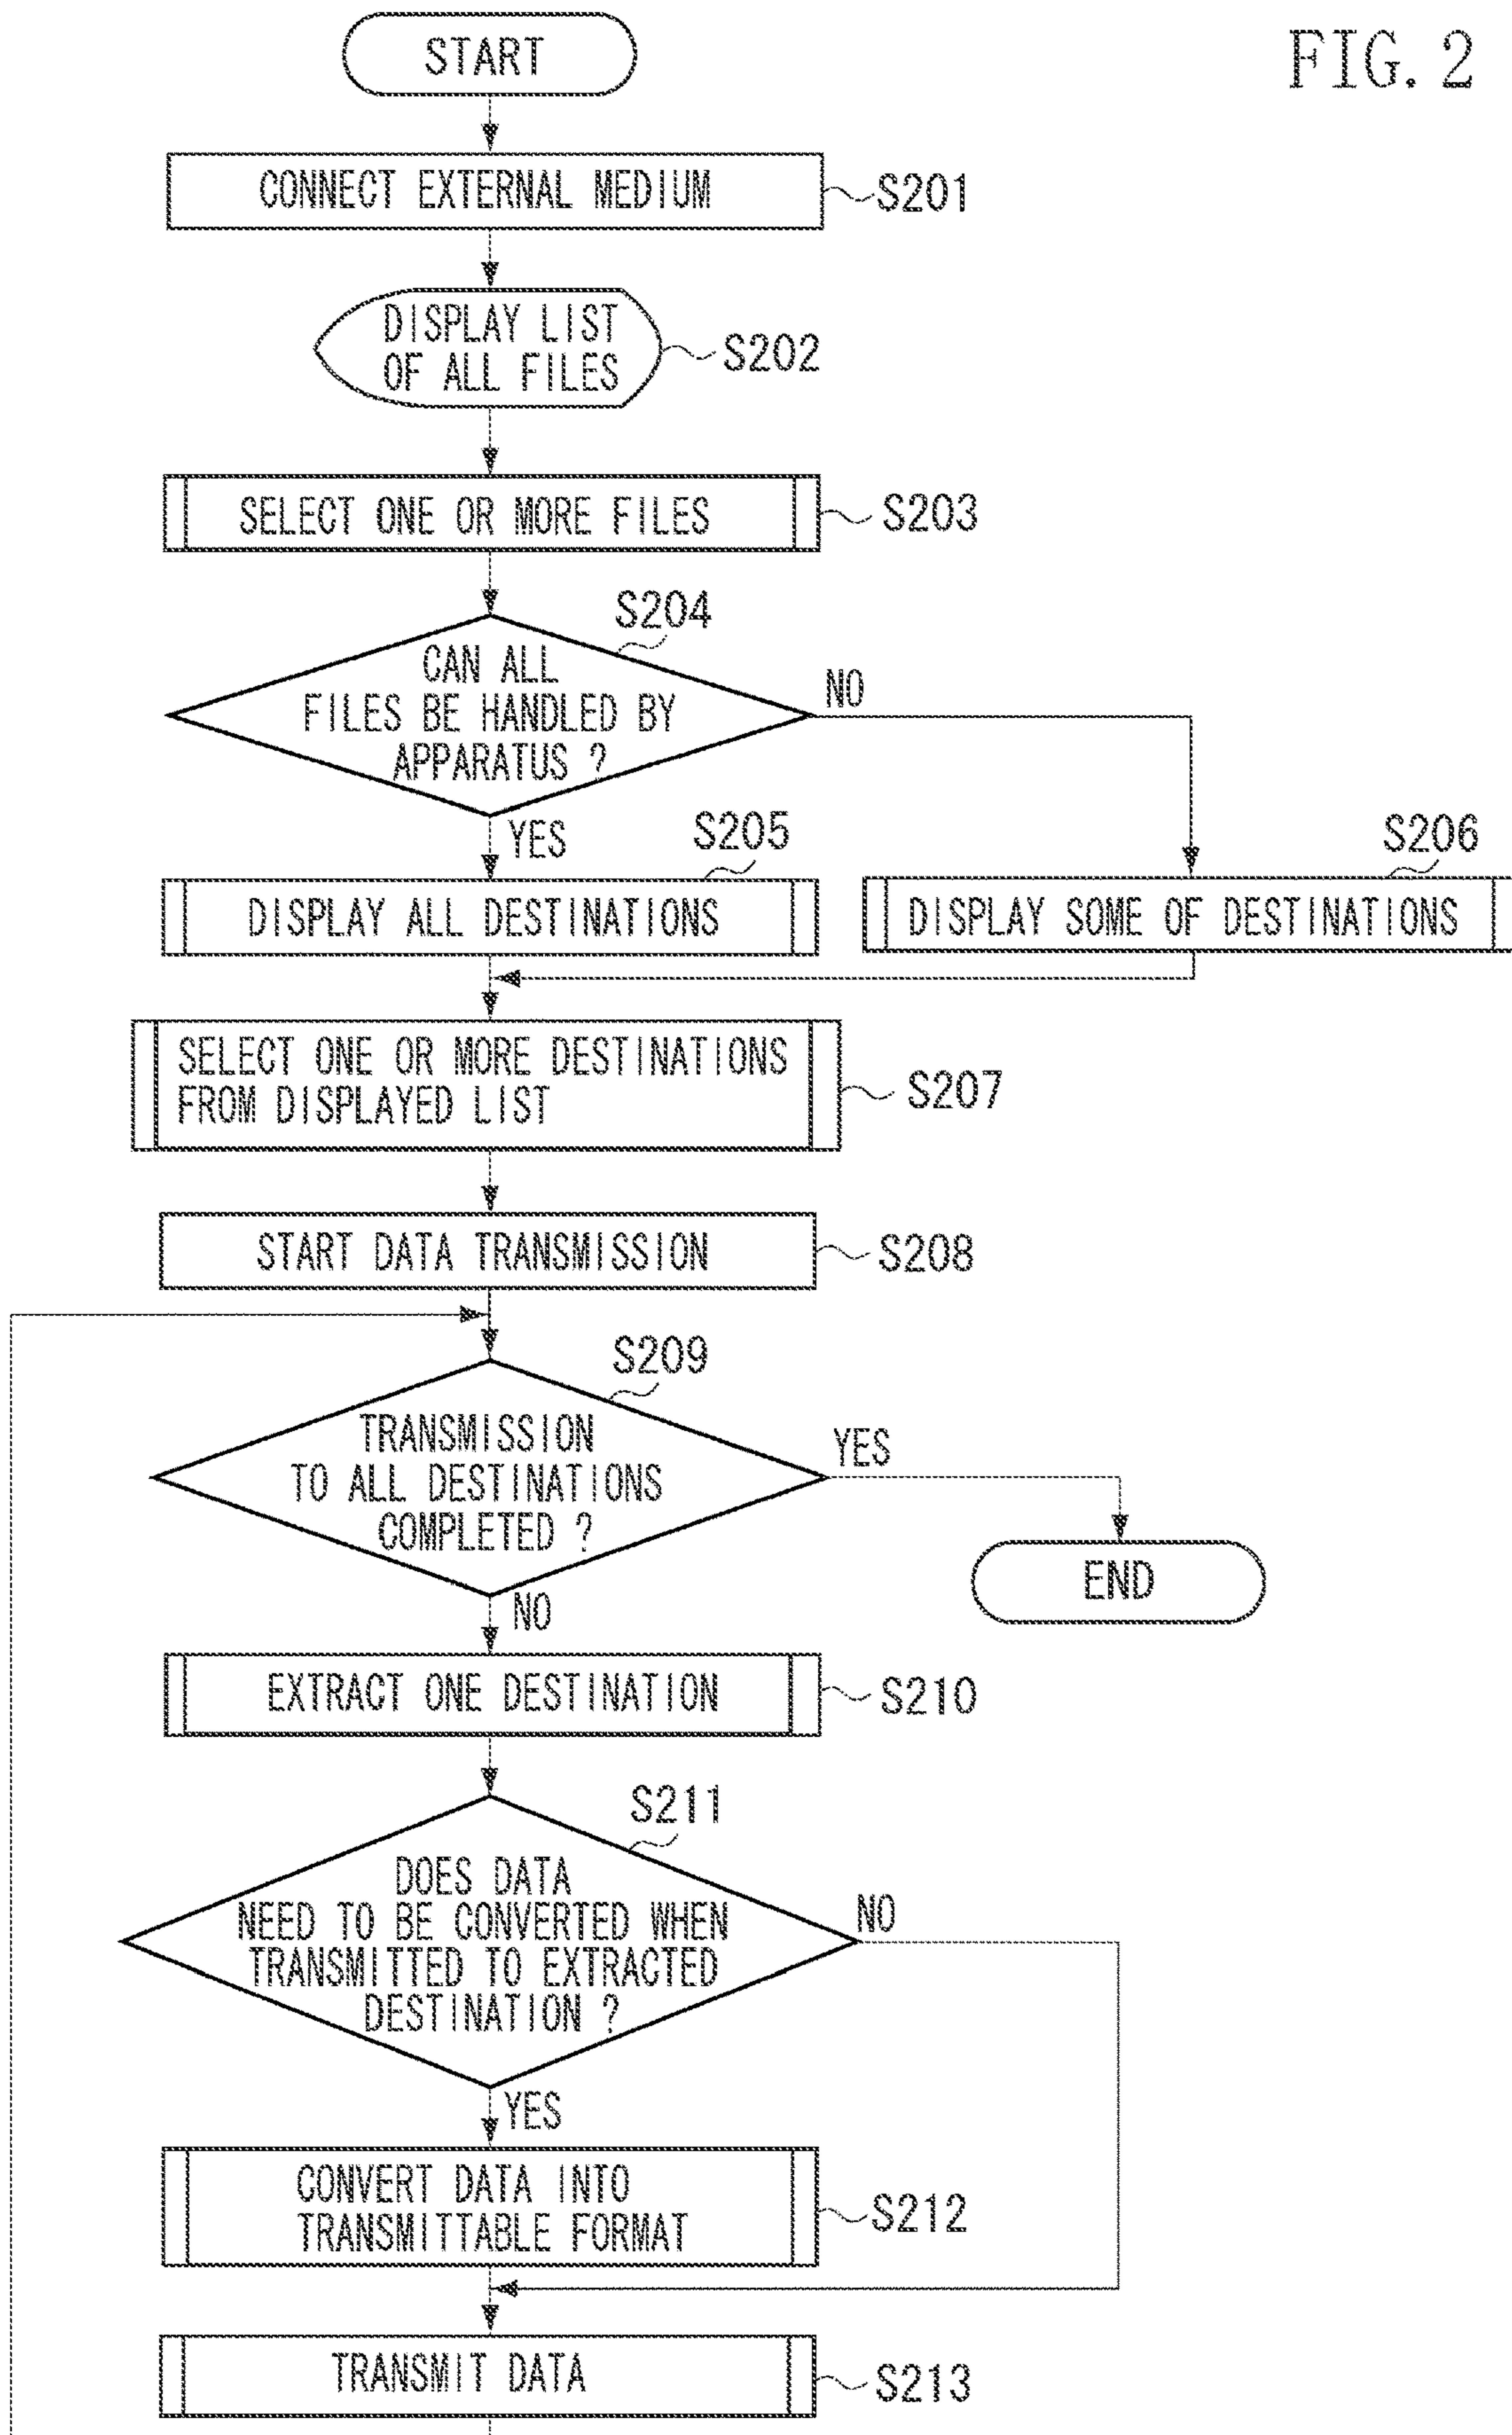 FIG. 2
START
CONNECT EXTERNAL MEDIUM
S201
DISPLAY LIST
OF ALL FILES
S202
SELECT ONE OR MORE FILES
S203
S204
CAN ALL
FILES BE HANDLED BY
APPARATUS ?
NO
YES
S205
DISPLAY ALL DESTINATIONS
S206
DISPLAY SOME OF DESTINATIONS
SELECT ONE OR MORE DESTINATIONS
FROM DISPLAYED LIST
S207
START DATA TRANSMISSION
S208
S209
TRANSMISSION
TO ALL DESTINATIONS
COMPLETED ?
YES
END
NO
EXTRACT ONE DESTINATION
S210
S211
DOES DATA
NEED TO BE CONVERTED WHEN
TRANSMITTED TO EXTRACTED
DESTINATION ?
NO
YES
CONVERT DATA INTO
TRANSMITTABLE FORMAT
S212
TRANSMIT DATA
S213